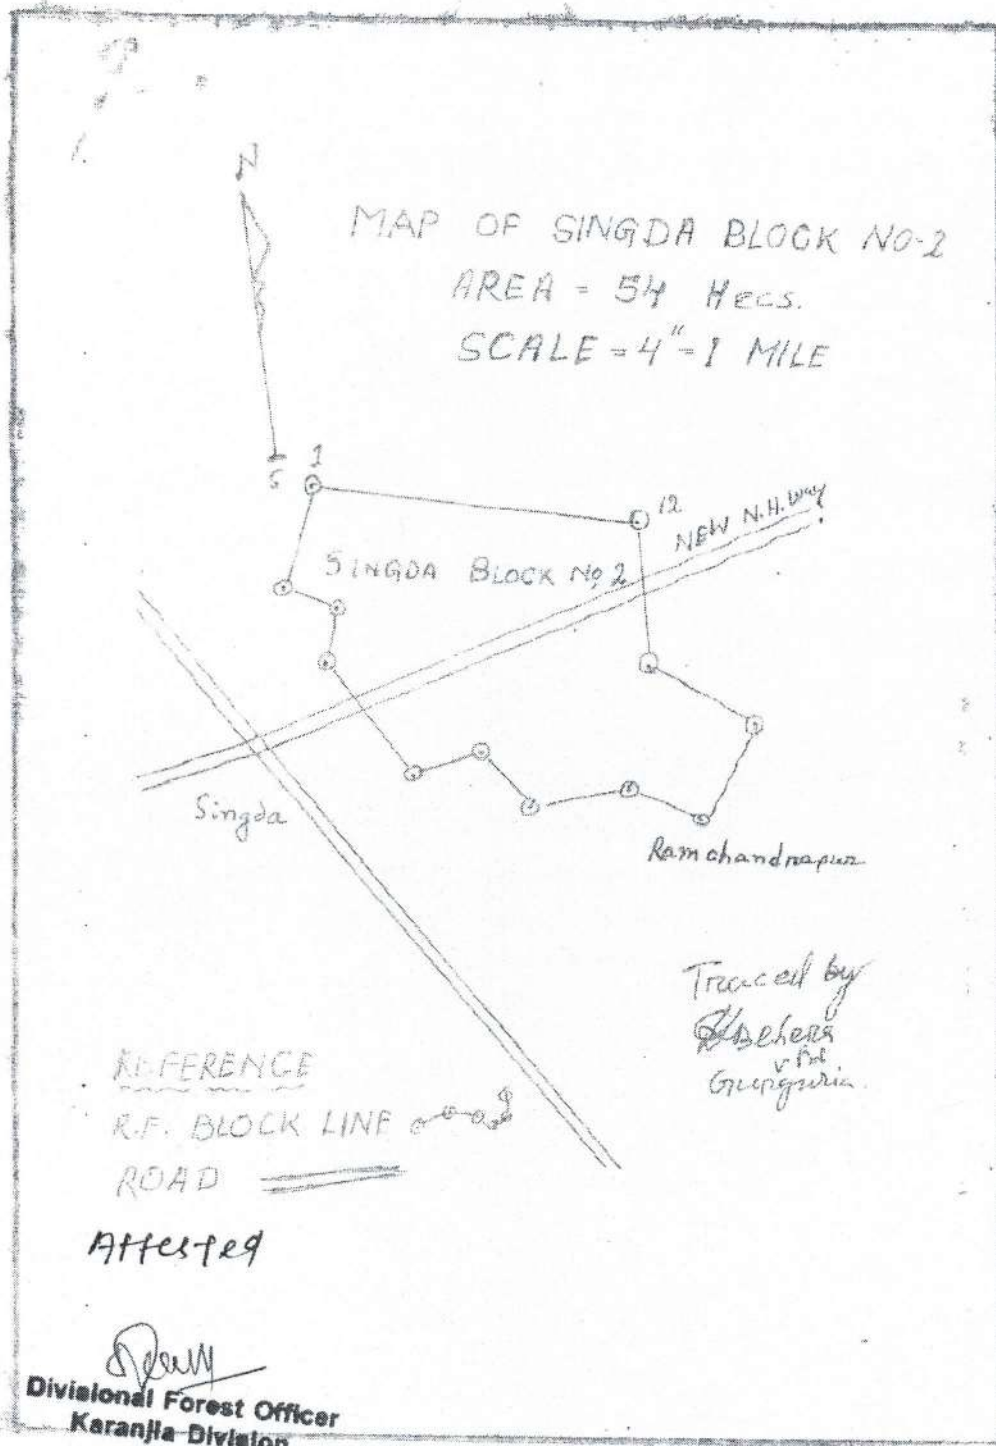 N
MAP OF SINGDA BLOCK NO-2
AREA = 54 Hecs.
SCALE = 4" = 1 MILE
S
1
12
NEW N.H. Way
SINGDA BLOCK No 2
Singda
Ramchandrapur
Traced by
Behera
REFERENCE
R.F. BLOCK LINE
ROAD
Attested
Divisional Forest Officer
Karanjia Division